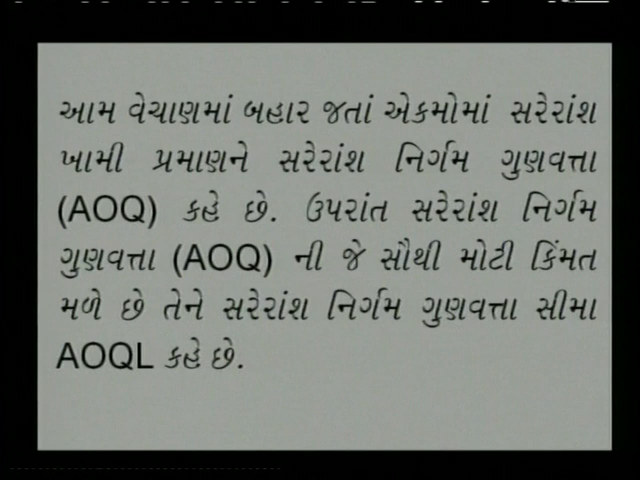 આમ વેચાણમાં બહાર જતાં એકમોમાં સરેરાંશ
ખામી પ્રમાણને સરેરાંશ નિર્ગમ ગુણવત્તા
(AOQ) કહે છે. ઉપરાંત સરેરાંશ નિર્ગમ
ગુણવત્તા (AOQ) ની જે સૌથી મોટી કિંમત
મળે છે તેને સરેરાંશ નિર્ગમ ગુણવત્તા સીમા
AOQL કહે છે.